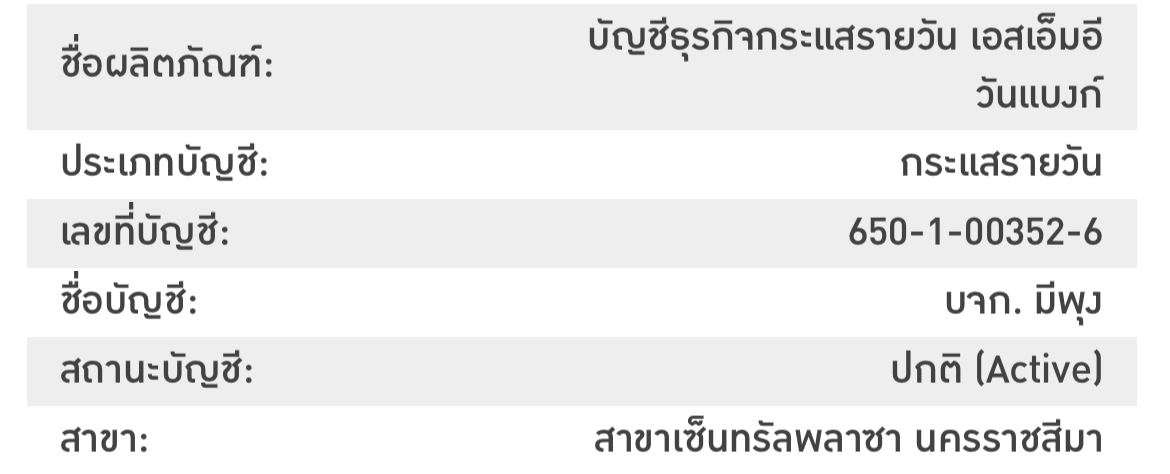 ชื่อผลิตภัณฑ์: บัญชีธุรกิจกระแสรายวัน เอสเอ็มอี
วันแบงก์
ประเภทบัญชี: กระแสรายวัน
เลขที่บัญชี: 650-1-00352-6
ชื่อบัญชี: บจก. มีพุง
สถานะบัญชี: ปกติ (Active)
สาขา: สาขาเซ็นทรัลพลาซา นครราชสีมา